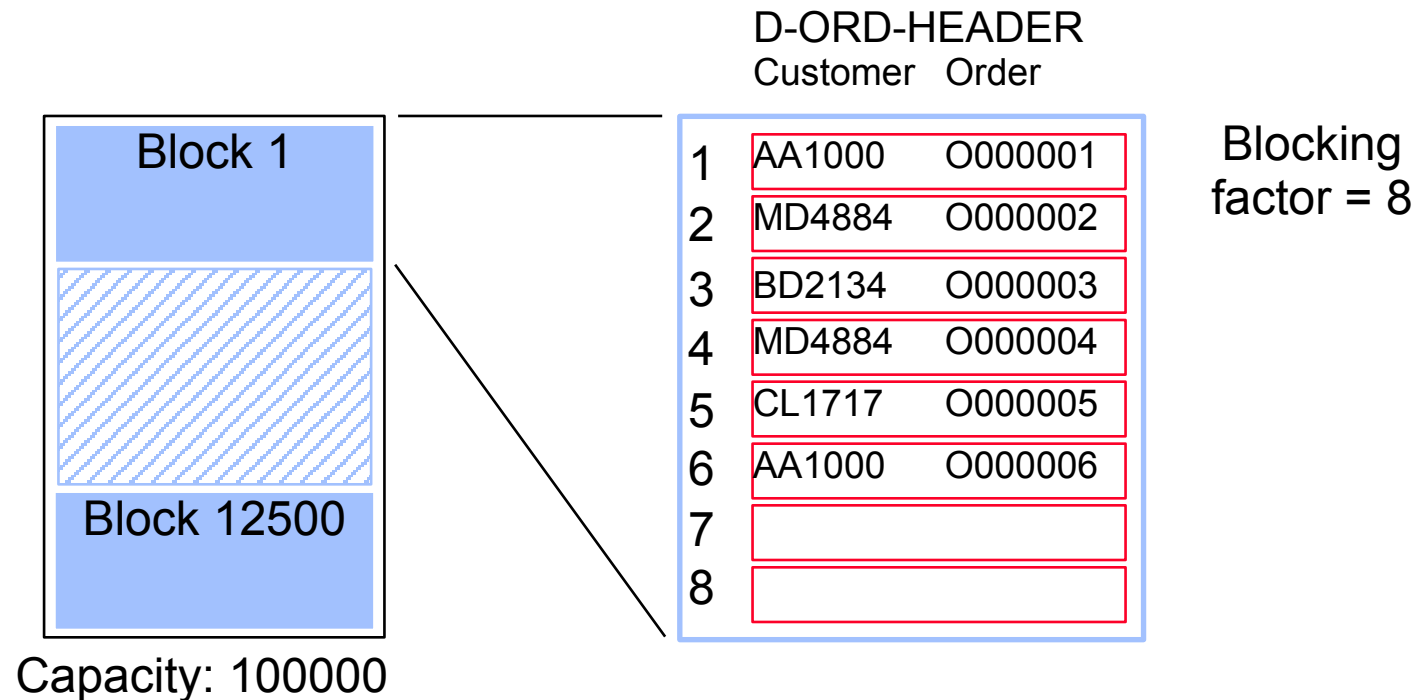 D-ORD-HEADER
Customer Order
Block 1
Block 12500
Capacity: 100000
1 AA1000 O000001
2 MD4884 O000002
3 BD2134 O000003
4 MD4884 O000004
5 CL1717 O000005
6 AA1000 O000006
7
8
Blocking
factor = 8